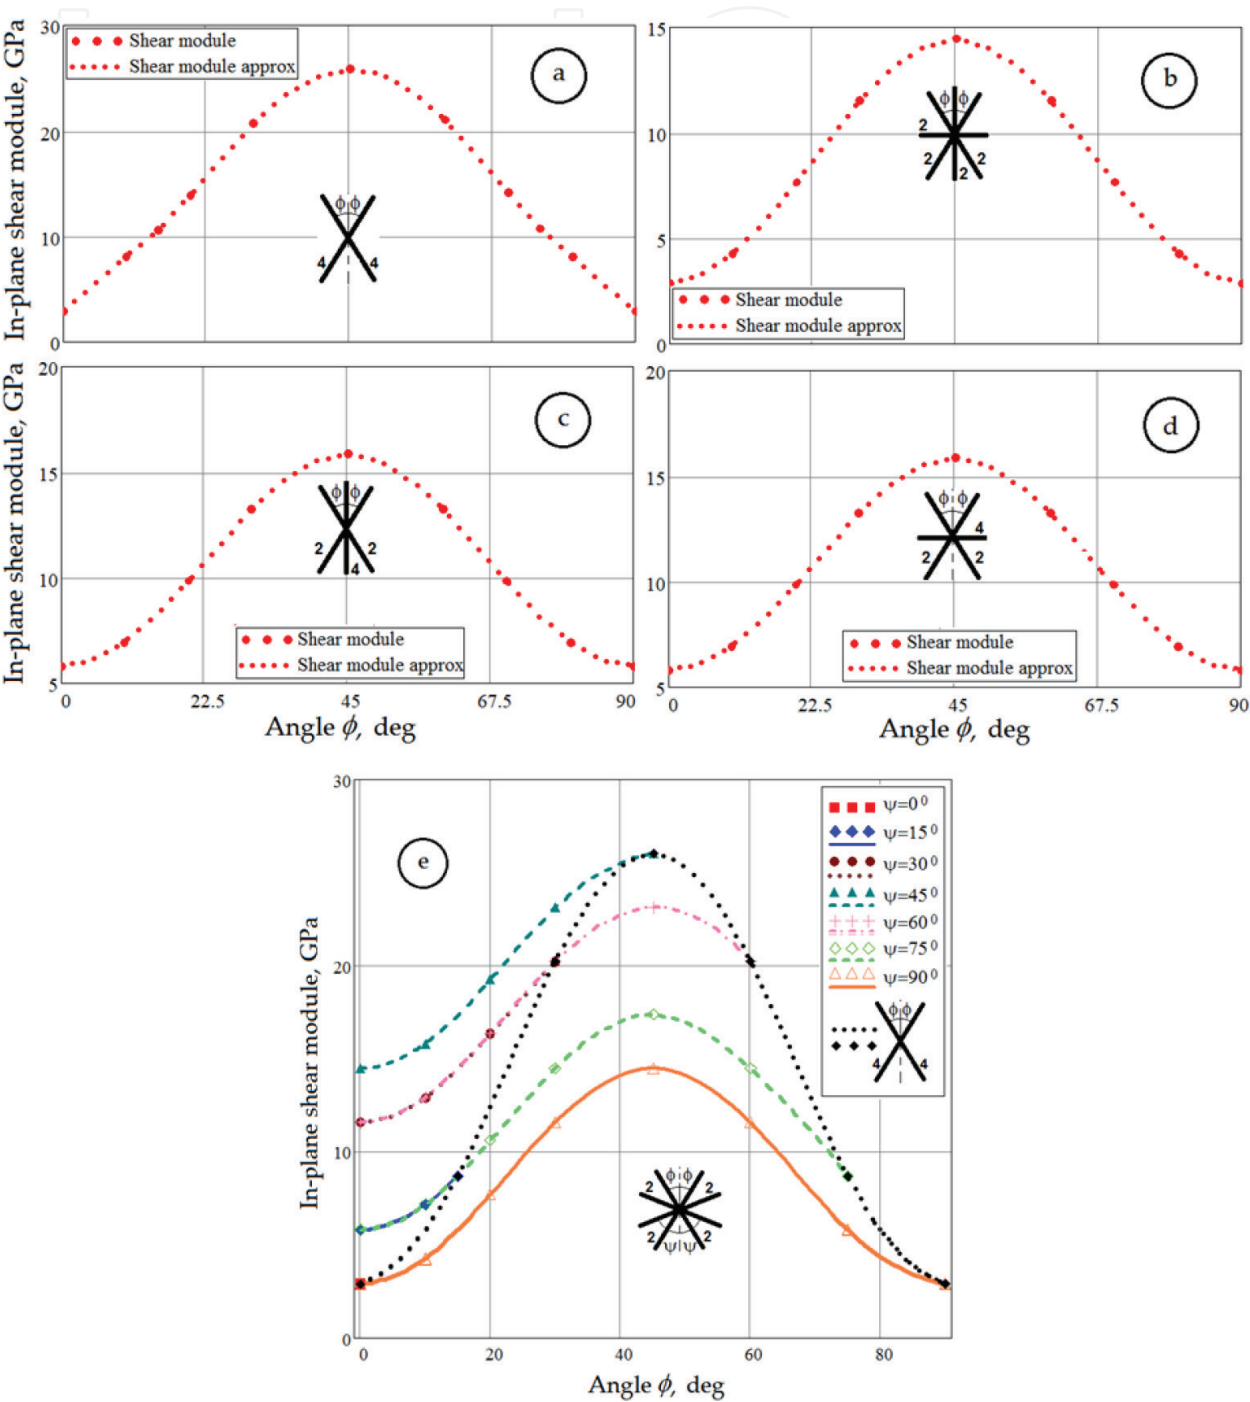 In-plane shear module, GPa
30
20
10
0
Shear module
Shear module approx
a
ϕ ϕ
4 4
15
10
5
0
b
ϕ ϕ
2
2 2
2
Shear module
Shear module approx
In-plane shear module, GPa
20
15
10
5
c
ϕ ϕ
2 2
4
Shear module
Shear module approx
0 22.5 45 67.5 90
Angle ϕ, deg
20
15
10
5
d
ϕ ϕ
4
2 2
Shear module
Shear module approx
0 22.5 45 67.5 90
Angle ϕ, deg
In-plane shear module, GPa
30
20
10
0
e
ψ=0⁰
ψ=15⁰
ψ=30⁰
ψ=45⁰
ψ=60⁰
ψ=75⁰
ψ=90⁰
ϕ ϕ
4 4
ϕ ϕ
2 2
2 2
ψ ψ
0 20 40 60 80
Angle ϕ, deg